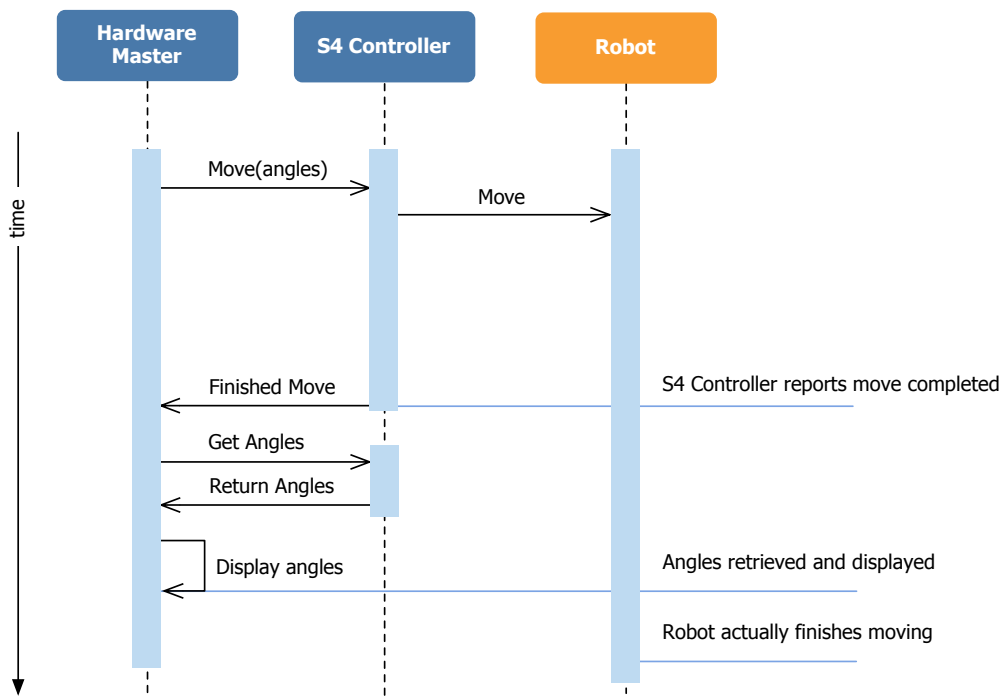 Hardware
Master
S4 Controller
Robot
time
Move(angles)
Move
Finished Move
S4 Controller reports move completed
Get Angles
Return Angles
Display angles
Angles retrieved and displayed
Robot actually finishes moving